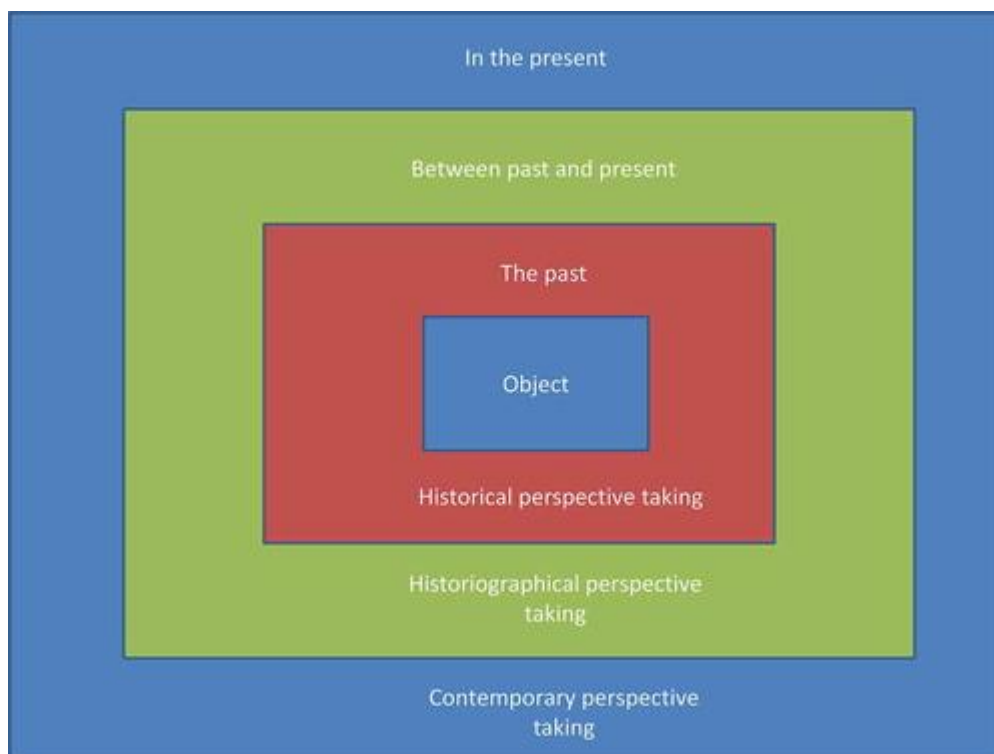 In the present
Between past and present
The past
Object
Historical perspective taking
Historiographical perspective
taking
Contemporary perspective
taking